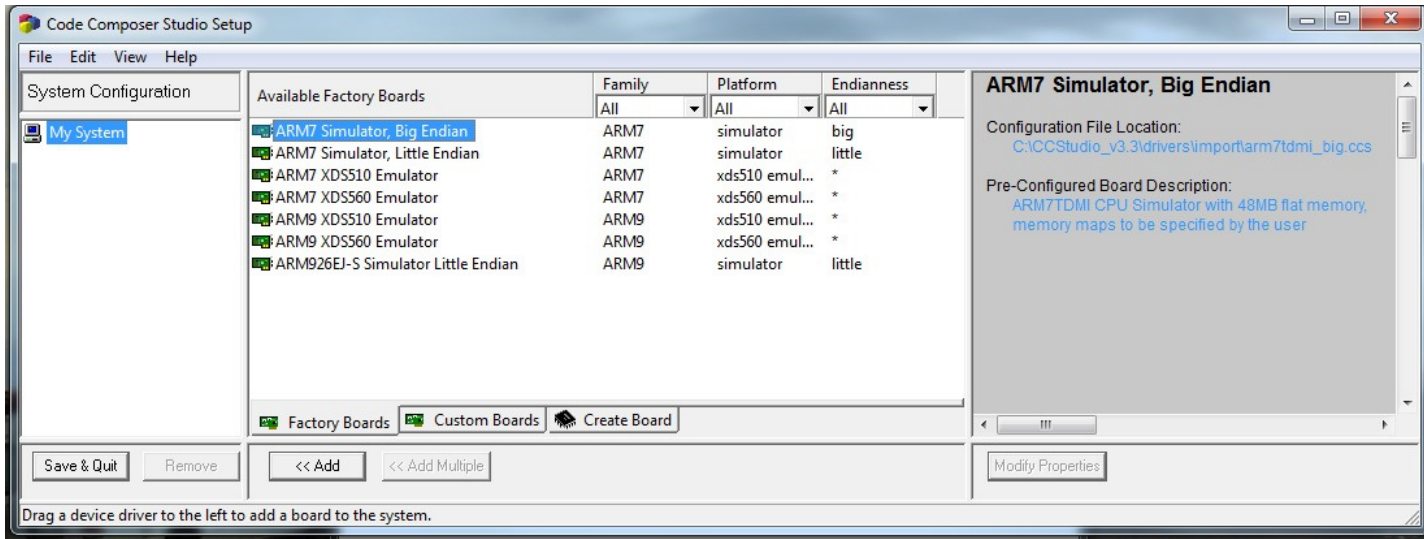 Code Composer Studio Setup
File Edit View Help
System Configuration
My System
Available Factory Boards Family Platform Endianness
All All All
ARM7 Simulator, Big Endian ARM7 simulator big
ARM7 Simulator, Little Endian ARM7 simulator little
ARM7 XDS510 Emulator ARM7 xds510 emul... *
ARM7 XDS560 Emulator ARM7 xds560 emul... *
ARM9 XDS510 Emulator ARM9 xds510 emul... *
ARM9 XDS560 Emulator ARM9 xds560 emul... *
ARM926EJ-S Simulator Little Endian ARM9 simulator little
Factory Boards Custom Boards Create Board
ARM7 Simulator, Big Endian
Configuration File Location:
C:\CCStudio_v3.3\drivers\import\arm7tdmi_big.ccs
Pre-Configured Board Description:
ARM7TDMI CPU Simulator with 48MB flat memory,
memory maps to be specified by the user
Save & Quit Remove << Add << Add Multiple Modify Properties
Drag a device driver to the left to add a board to the system.